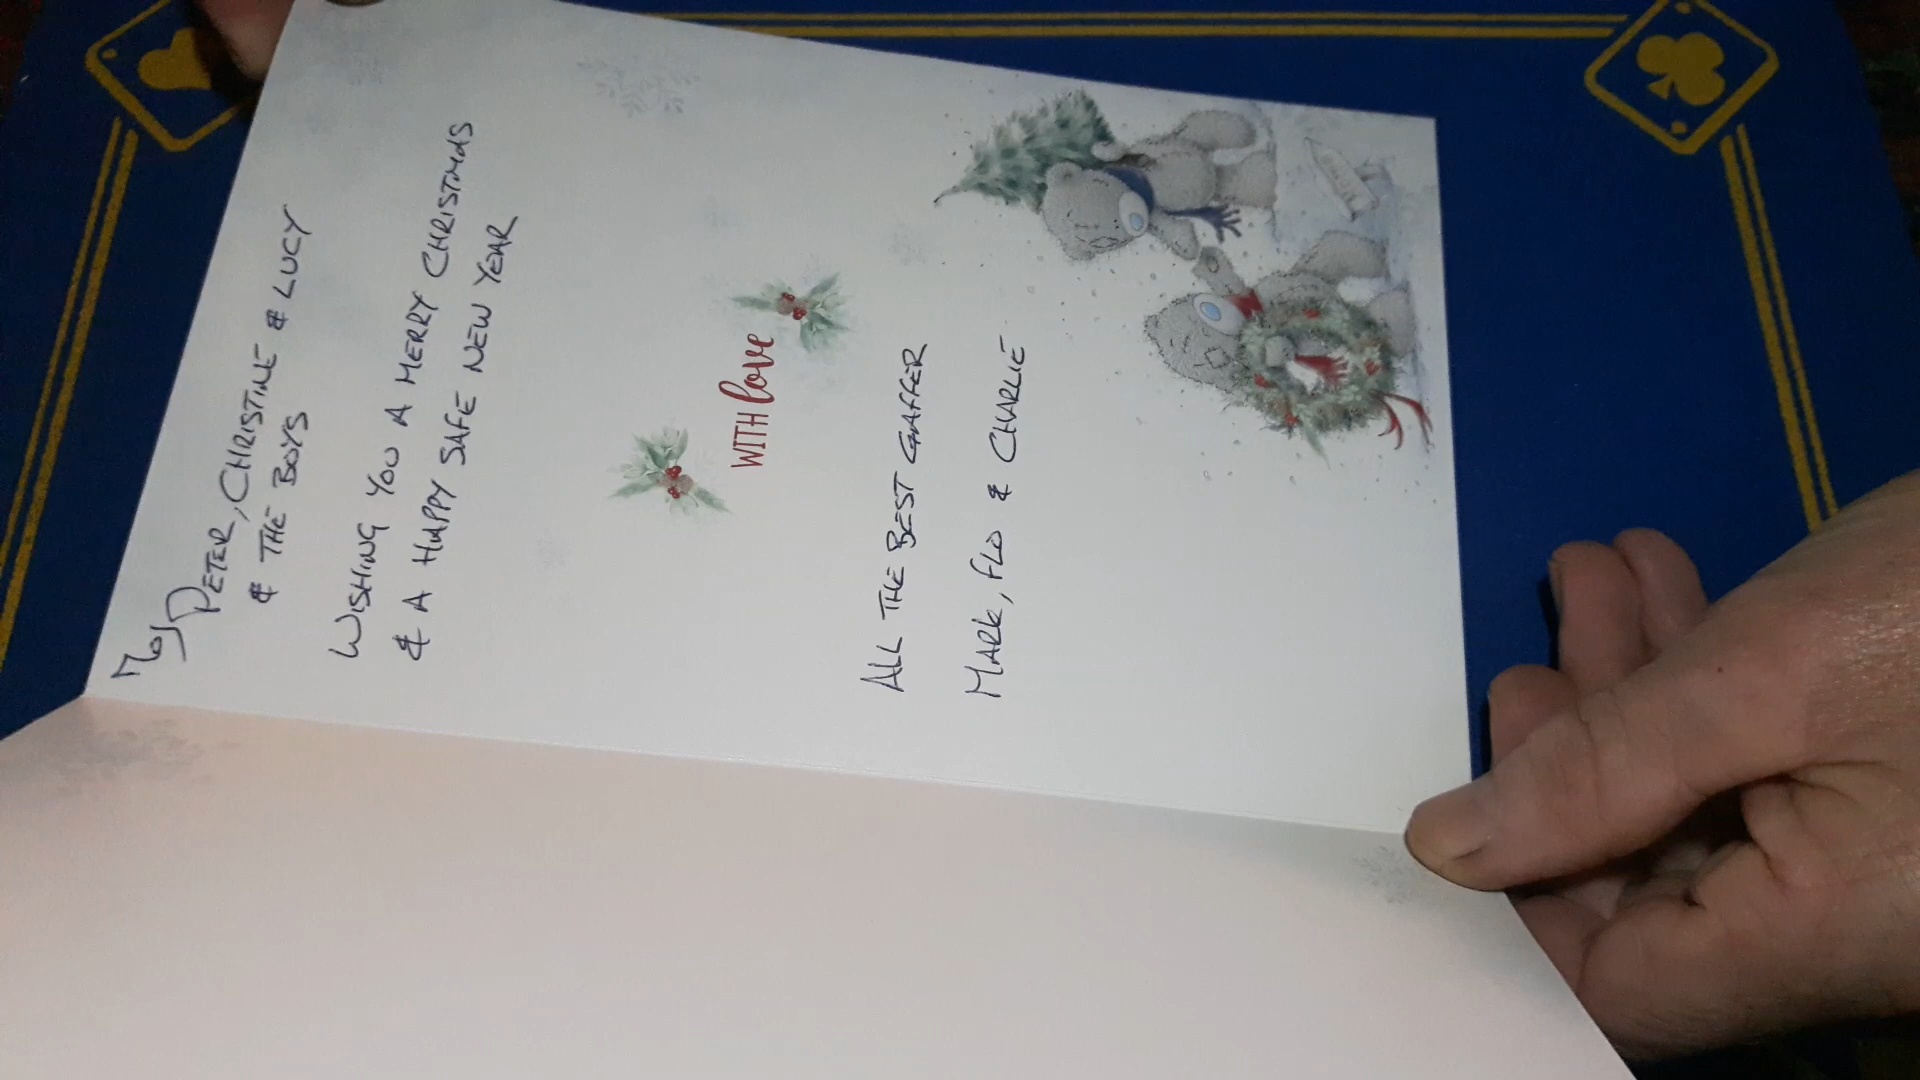 To
PETER, CHRISTINE & LUCY
& THE BOYS
WISHING YOU A MERRY CHRISTMAS
& A HAPPY SAFE NEW YEAR
WITH love
ALL THE BEST GAFFER
MARK, FLO & CHARLIE